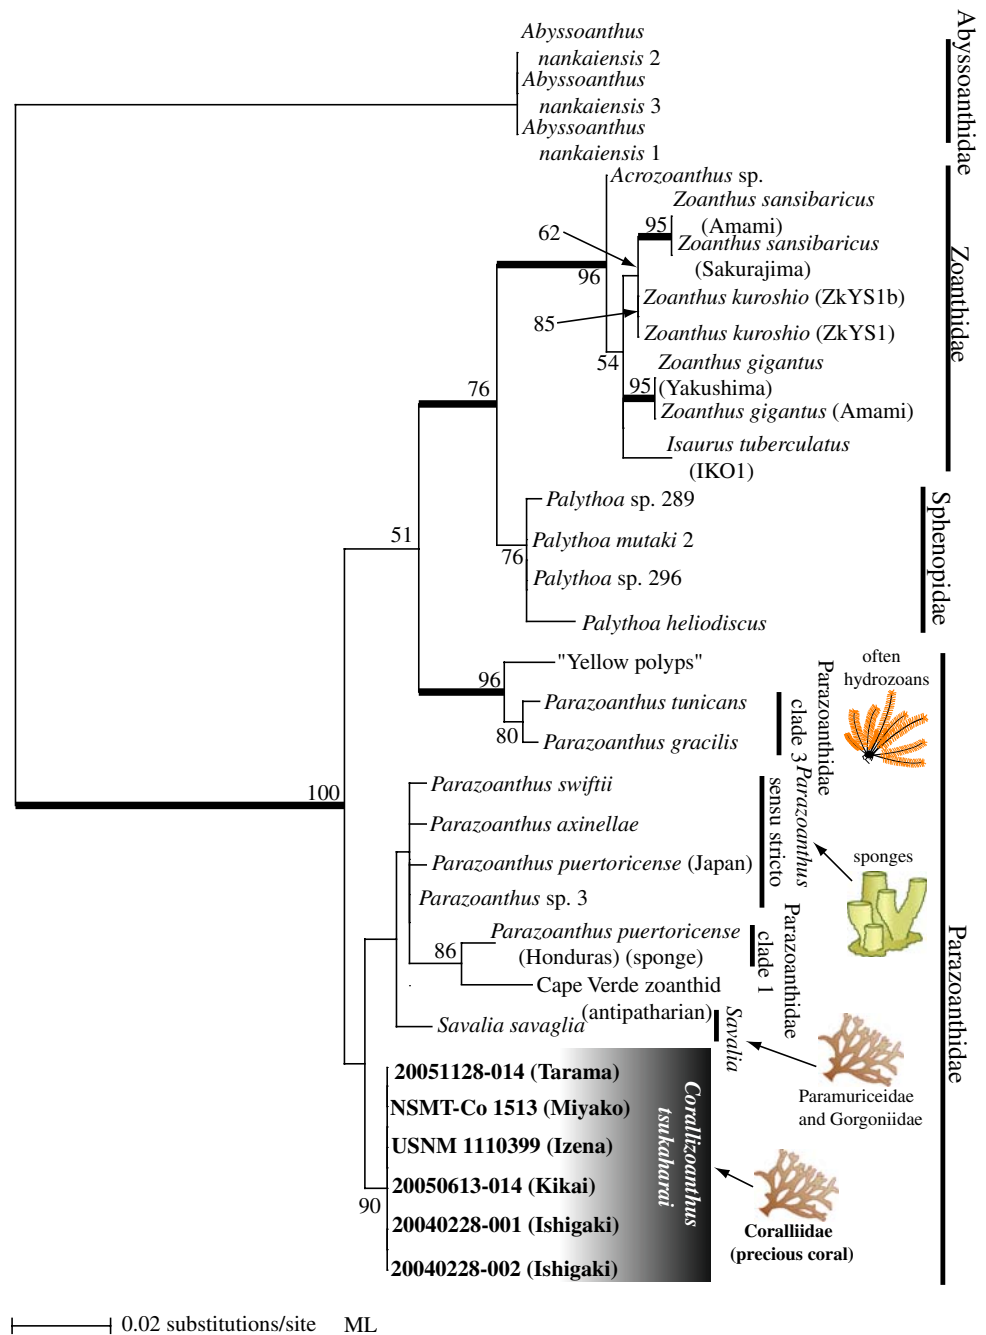 Abyssoanthus
nankaiensis 2
Abyssoanthus
nankaiensis 3
Abyssoanthus
nankaiensis 1
Abyssoanthidae
Acrozoanthus sp.
Zoanthus sansibaricus
(Amami)
95
62
Zoanthus sansibaricus
(Sakurajima)
96
Zoanthus kuroshio (ZkYS1b)
85
Zoanthus kuroshio (ZkYS1)
54
Zoanthus gigantus
(Yakushima)
95
76
Zoanthus gigantus (Amami)
Isaurus tuberculatus
(IKO1)
Zoanthidae
Palythoa sp. 289
51
Palythoa mutaki 2
76
Palythoa sp. 296
Palythoa heliodiscus
Sphenopidae
"Yellow polyps"
96
Parazoanthus tunicans
80
Parazoanthus gracilis
Parazoanthidae
clade 3
often
hydrozoans
100
Parazoanthus swiftii
Parazoanthus axinellae
Parazoanthus puertoricense (Japan)
Parazoanthus sp. 3
Parazoanthus
sensu stricto
sponges
86
Parazoanthus puertoricense
(Honduras) (sponge)
Cape Verde zoanthid
(antipatharian)
Parazoanthidae
clade 1
Savalia savaglia
Savalia
Paramuriceidae
and Gorgoniidae
Parazoanthidae
20051128-014 (Tarama)
NSMT-Co 1513 (Miyako)
USNM 1110399 (Izena)
20050613-014 (Kikai)
90
20040228-001 (Ishigaki)
20040228-002 (Ishigaki)
Corallizoanthus
tsukaharai
Coralliidae
(precious coral)
0.02 substitutions/site ML